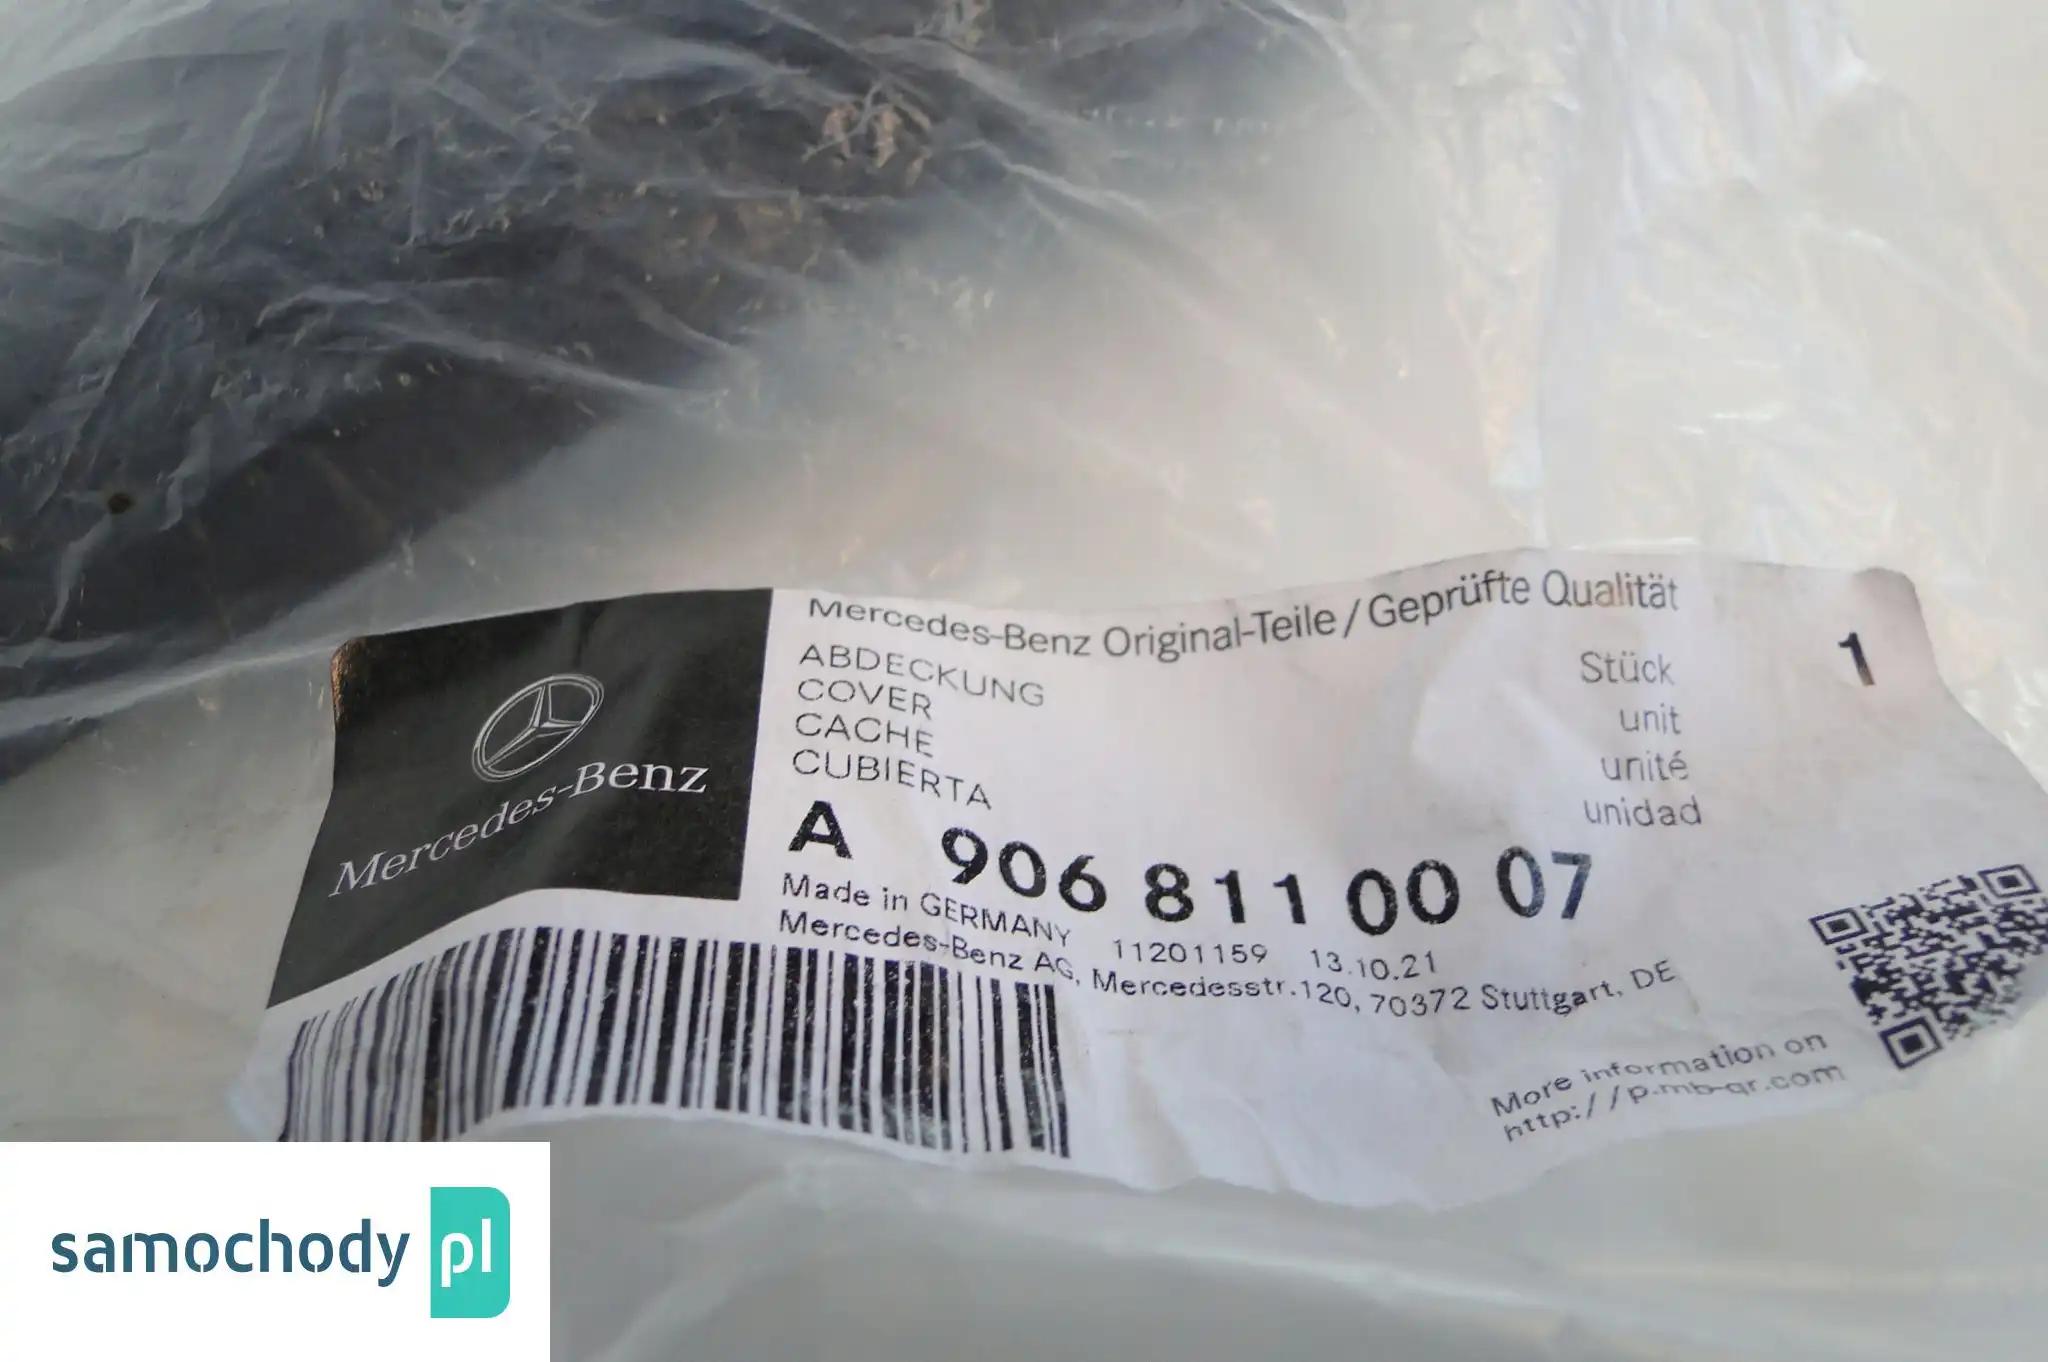 Mercedes-Benz
Mercedes-Benz Original-Teile / Geprüfte Qualität
ABDECKUNG
COVER
CACHE
CUBIERTA
Stück 1
unit
unité
unidad
A 906 811 00 07
Made in GERMANY 11201159 13.10.21
Mercedes-Benz AG, Mercedesstr.120, 70372 Stuttgart, DE
More information on
http://p.mb-qr.com
samochody pl